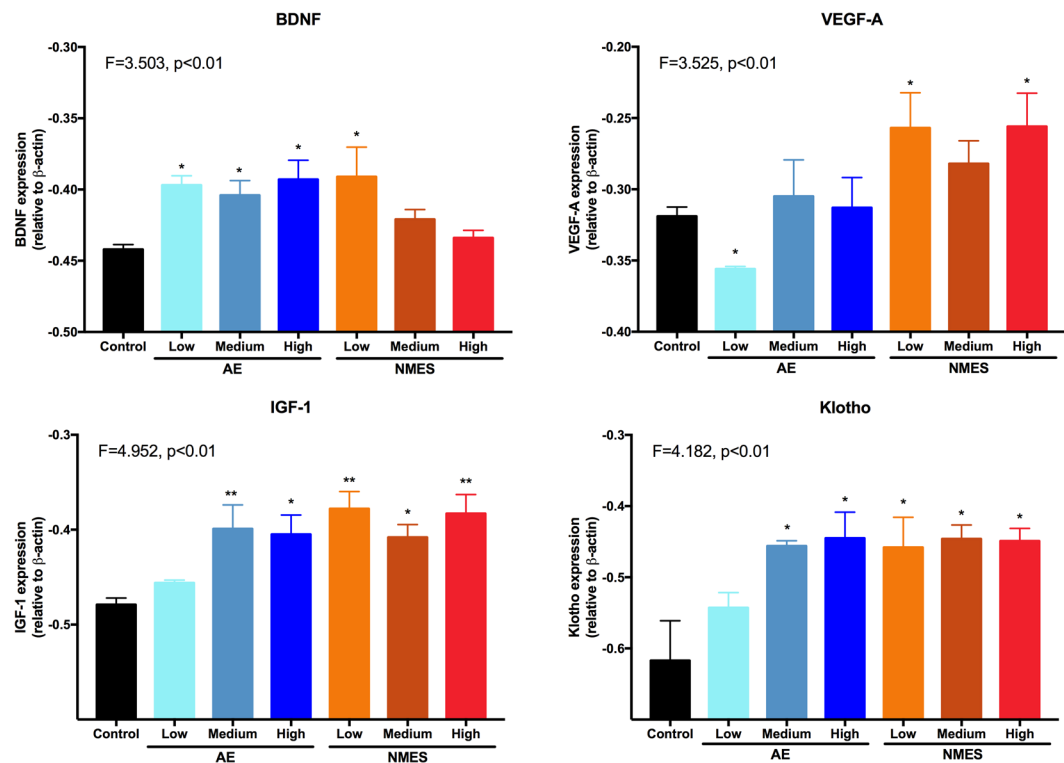 BDNF
F=3.503, p<0.01
BDNF expression
(relative to β-actin)
-0.30
-0.35
-0.40
-0.45
-0.50
* * * *
Control Low Medium High Low Medium High
AE NMES
VEGF-A
F=3.525, p<0.01
VEGF-A expression
(relative to β-actin)
-0.20
-0.25
-0.30
-0.35
-0.40
* * *
Control Low Medium High Low Medium High
AE NMES
IGF-1
F=4.952, p<0.01
IGF-1 expression
(relative to β-actin)
-0.3
-0.4
-0.5
** * ** * **
Control Low Medium High Low Medium High
AE NMES
Klotho
F=4.182, p<0.01
Klotho expression
(relative to β-actin)
-0.3
-0.4
-0.5
-0.6
* * * * *
Control Low Medium High Low Medium High
AE NMES